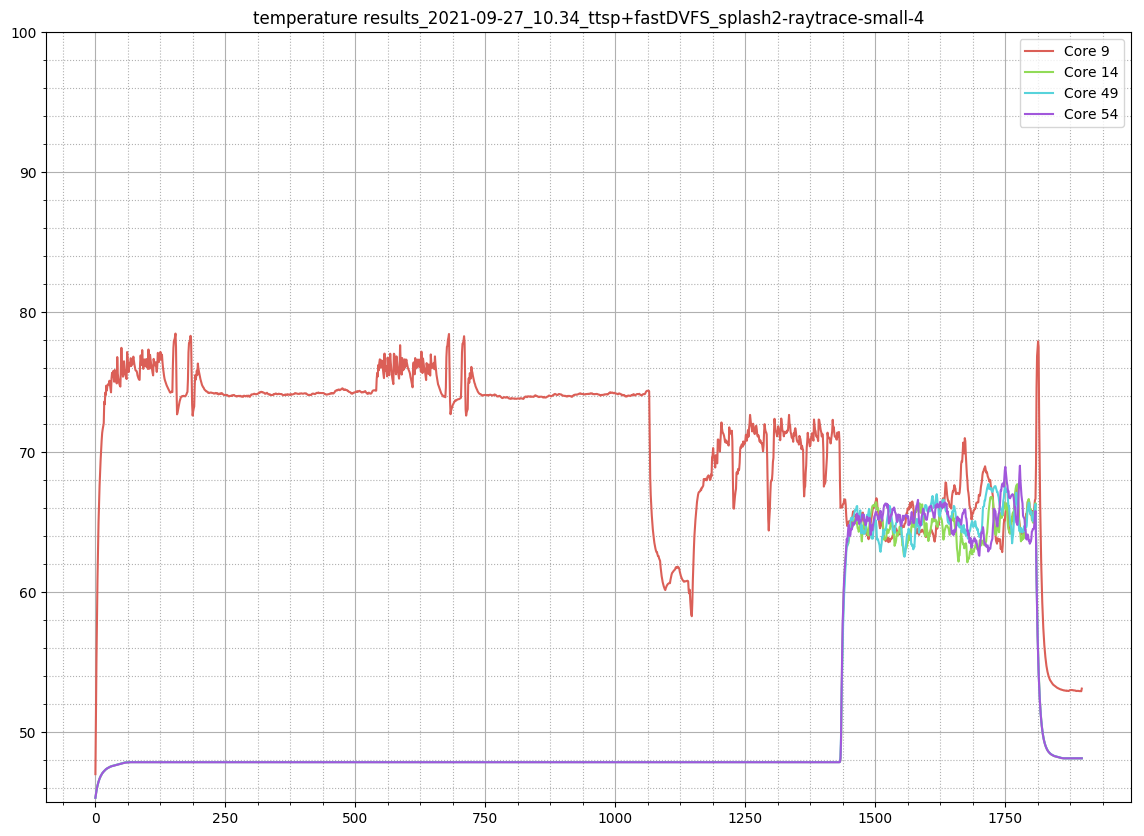 temperature results_2021-09-27_10.34_ttsp+fastDVFS_splash2-raytrace-small-4
Core 9
Core 14
Core 49
Core 54
100
90
80
70
60
50
0 250 500 750 1000 1250 1500 1750